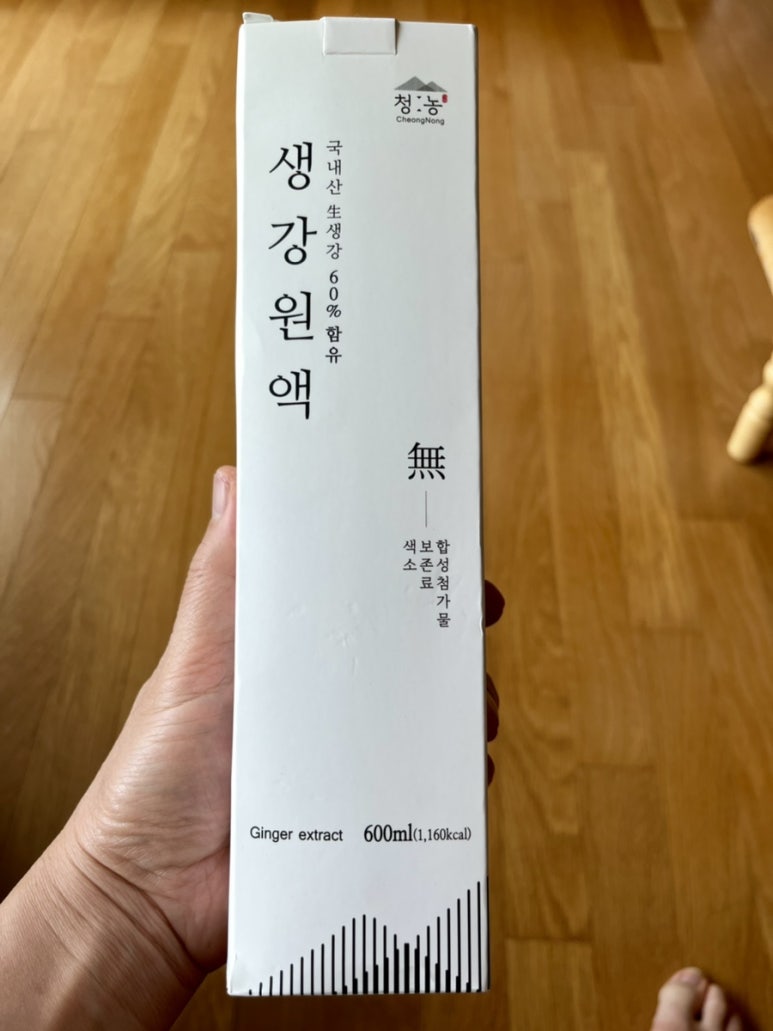 청농
CheongNong
생강원액
국내산 生생강 60% 함유
無
합성첨가물
보존료
색소
Ginger extract 600ml(1,160kcal)